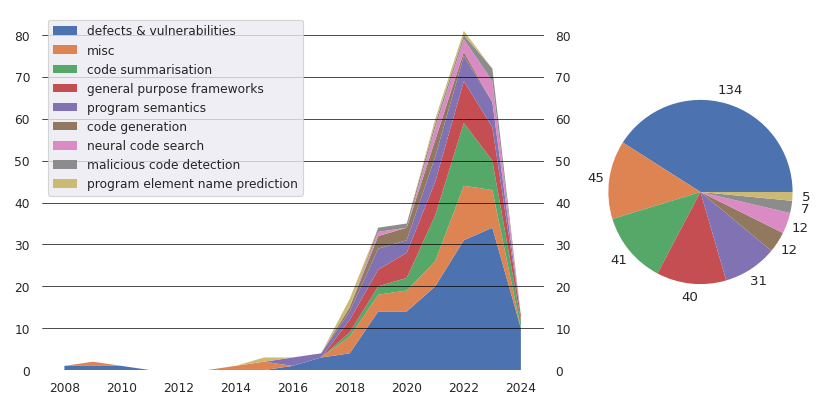 defects & vulnerabilities
misc
code summarisation
general purpose frameworks
program semantics
code generation
neural code search
malicious code detection
program element name prediction
80
70
60
50
40
30
20
10
0
80
70
60
50
40
30
20
10
0
2008 2010 2012 2014 2016 2018 2020 2022 2024
134
45
41
40
31
12
12
7
5